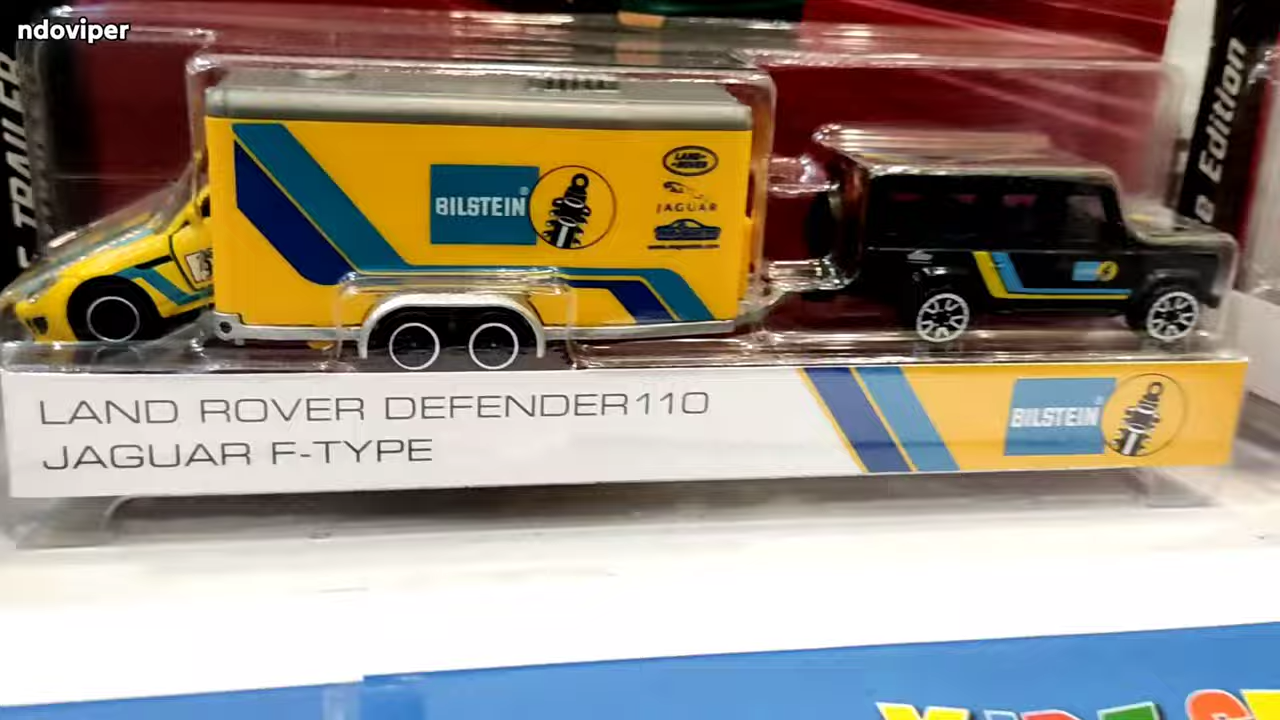 ndoviper
TRAILER
Edition
BILSTEIN®
LAND-
ROVER
JAGUAR
LAND ROVER DEFENDER110
JAGUAR F-TYPE
BILSTEIN®